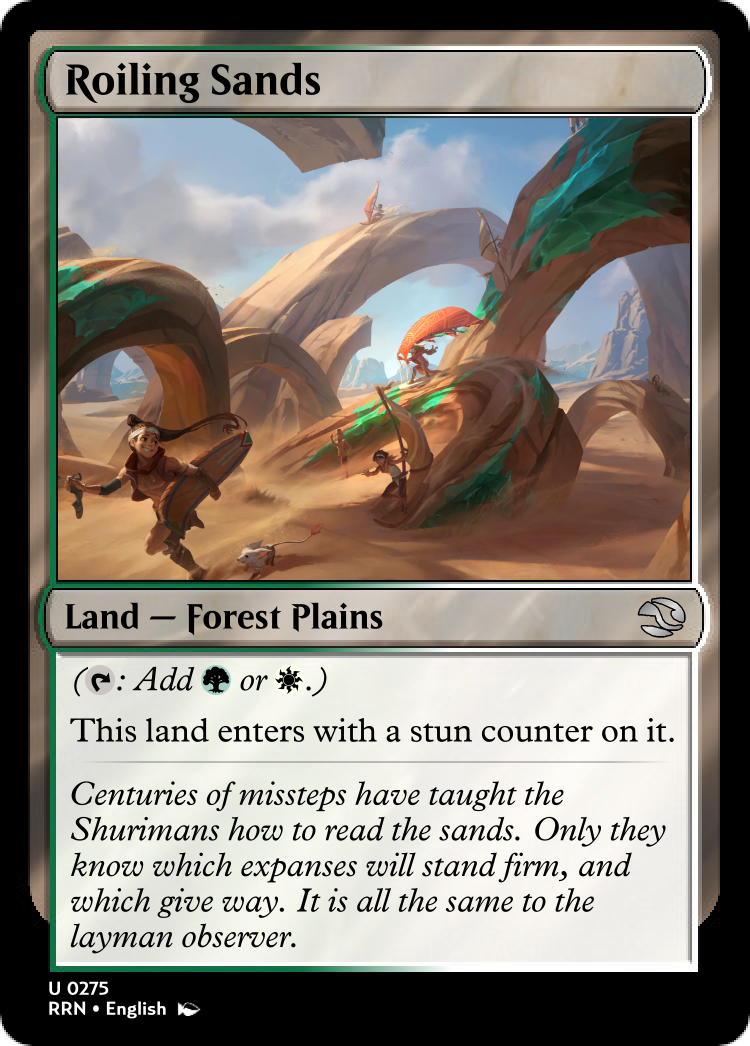 Roiling Sands
Land — Forest Plains
(: Add or .)
This land enters with a stun counter on it.
Centuries of missteps have taught the
Shurimans how to read the sands. Only they
know which expanses will stand firm, and
which give way. It is all the same to the
layman observer.
U 0275
RRN • English